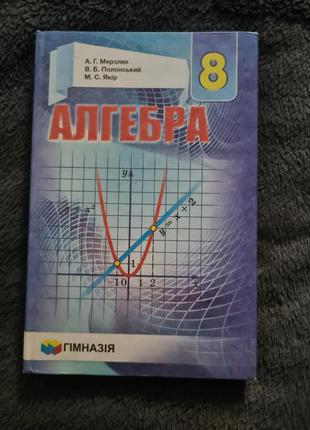 А. Г. Мерзляк
В. Б. Полонський
М. С. Якір
8
АЛГЕБРА
y
y = x + 2
1
-1 0 1 2
x
ГІМНАЗІЯ